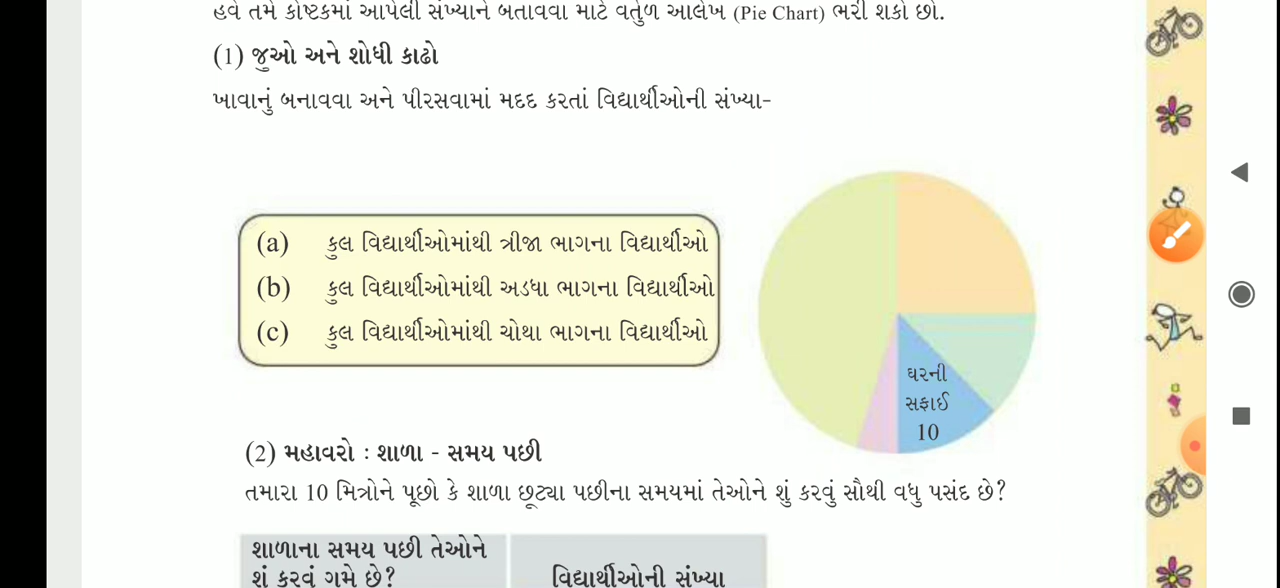 હવે તમે કોષ્ટકમાં આપેલી સંખ્યાને બતાવવા માટે વર્તુળ આલેખ (Pie Chart) ભરી શકો છો.
(1) જુઓ અને શોધી કાઢો
ખાવાનું બનાવવા અને પીરસવામાં મદદ કરતાં વિદ્યાર્થીઓની સંખ્યા-
(a) કુલ વિદ્યાર્થીઓમાંથી ત્રીજા ભાગના વિદ્યાર્થીઓ
(b) કુલ વિદ્યાર્થીઓમાંથી અડધા ભાગના વિદ્યાર્થીઓ
(c) કુલ વિદ્યાર્થીઓમાંથી ચોથા ભાગના વિદ્યાર્થીઓ
ઘરની
સફાઈ
10
(2) મહાવરો : શાળા - સમય પછી
તમારા 10 મિત્રોને પૂછો કે શાળા છૂટ્યા પછીના સમયમાં તેઓને શું કરવું સૌથી વધુ પસંદ છે?
શાળાના સમય પછી તેઓને
શું કરવું ગમે છે?
વિદ્યાર્થીઓની સંખ્યા